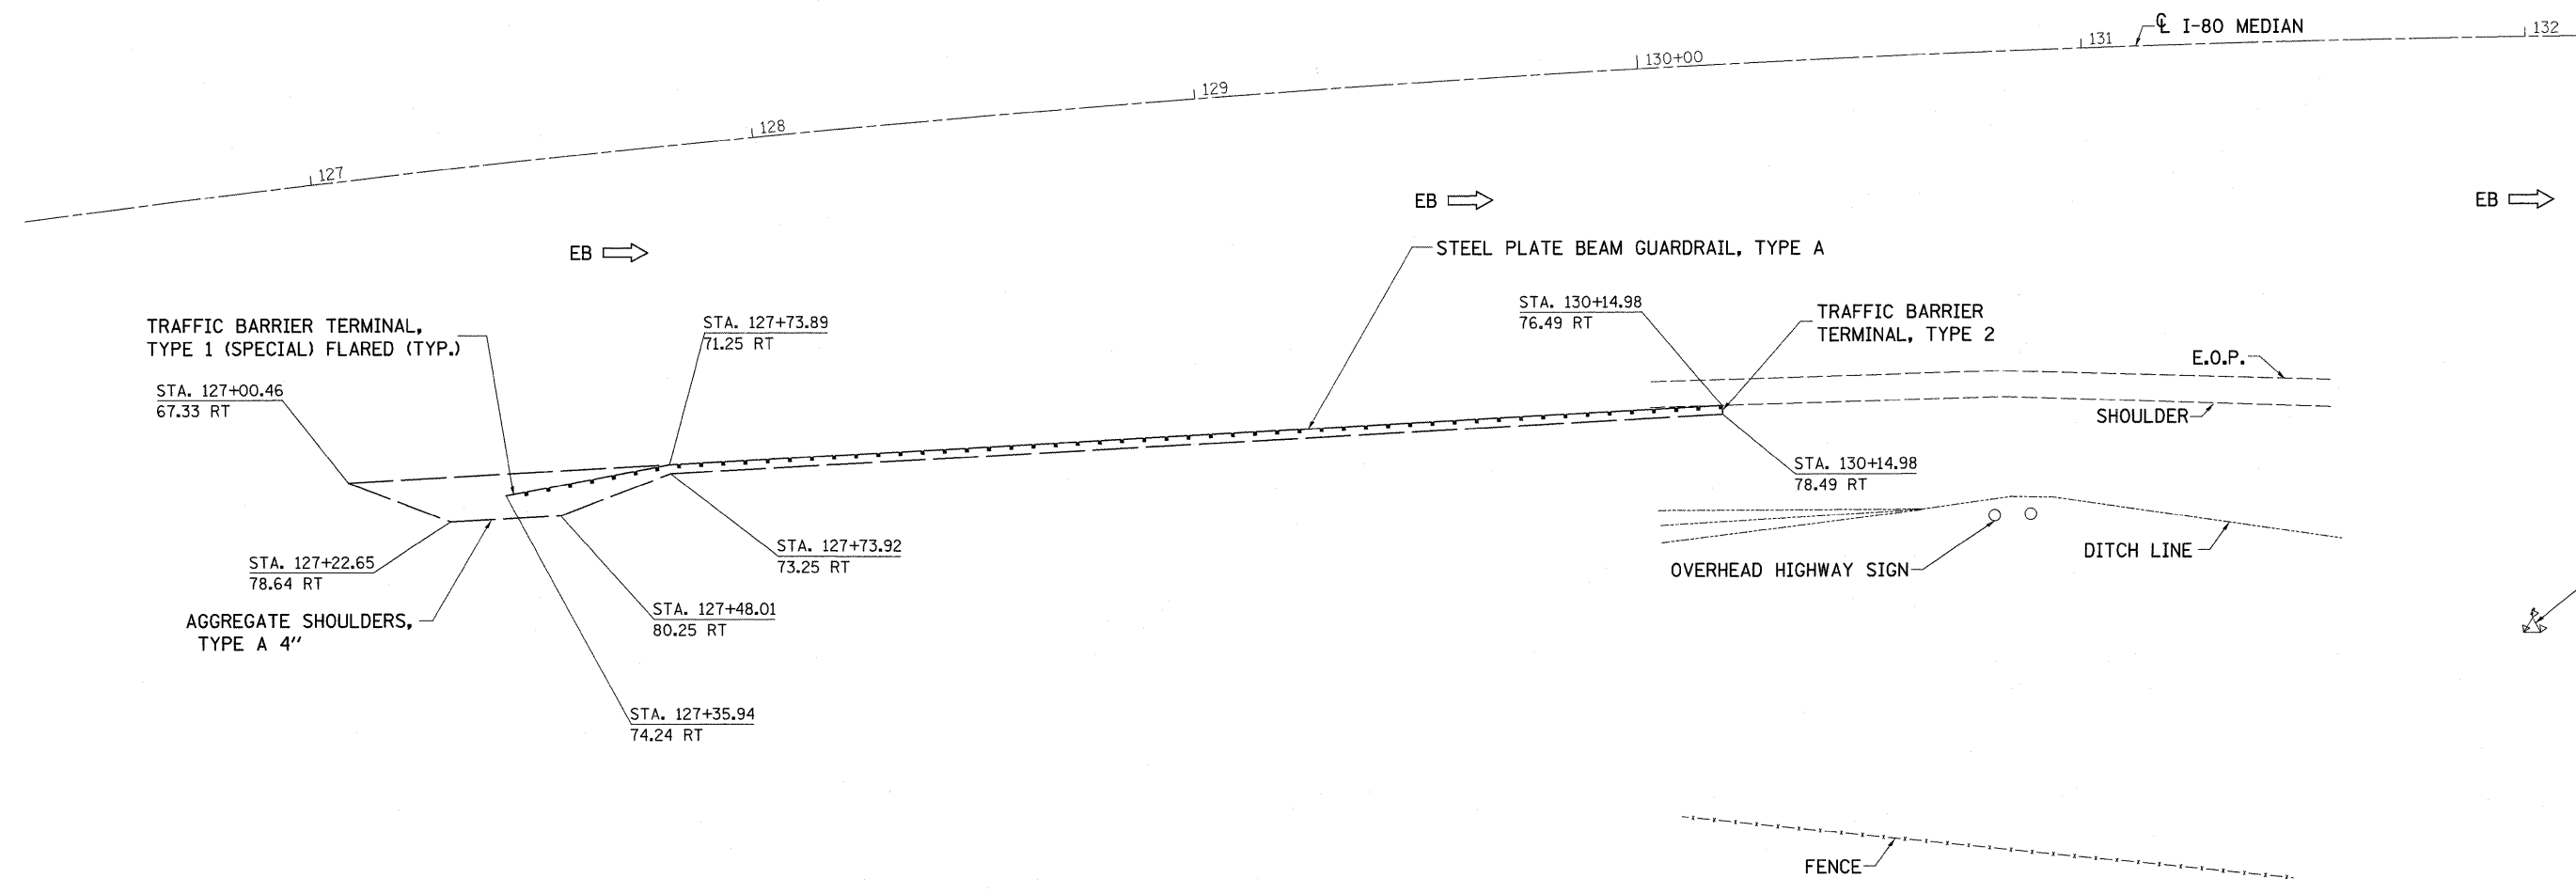 ℄ I-80 MEDIAN
132
131
130+00
129
128
127
EB
EB
EB
STEEL PLATE BEAM GUARDRAIL, TYPE A
STA. 130+14.98
76.49 RT
TRAFFIC BARRIER
TERMINAL, TYPE 2
TRAFFIC BARRIER TERMINAL,
TYPE 1 (SPECIAL) FLARED (TYP.)
STA. 127+73.89
71.25 RT
E.O.P.
STA. 127+00.46
67.33 RT
SHOULDER
STA. 130+14.98
78.49 RT
STA. 127+73.92
73.25 RT
DITCH LINE
STA. 127+22.65
78.64 RT
OVERHEAD HIGHWAY SIGN
STA. 127+48.01
80.25 RT
AGGREGATE SHOULDERS,
TYPE A 4"
STA. 127+35.94
74.24 RT
FENCE